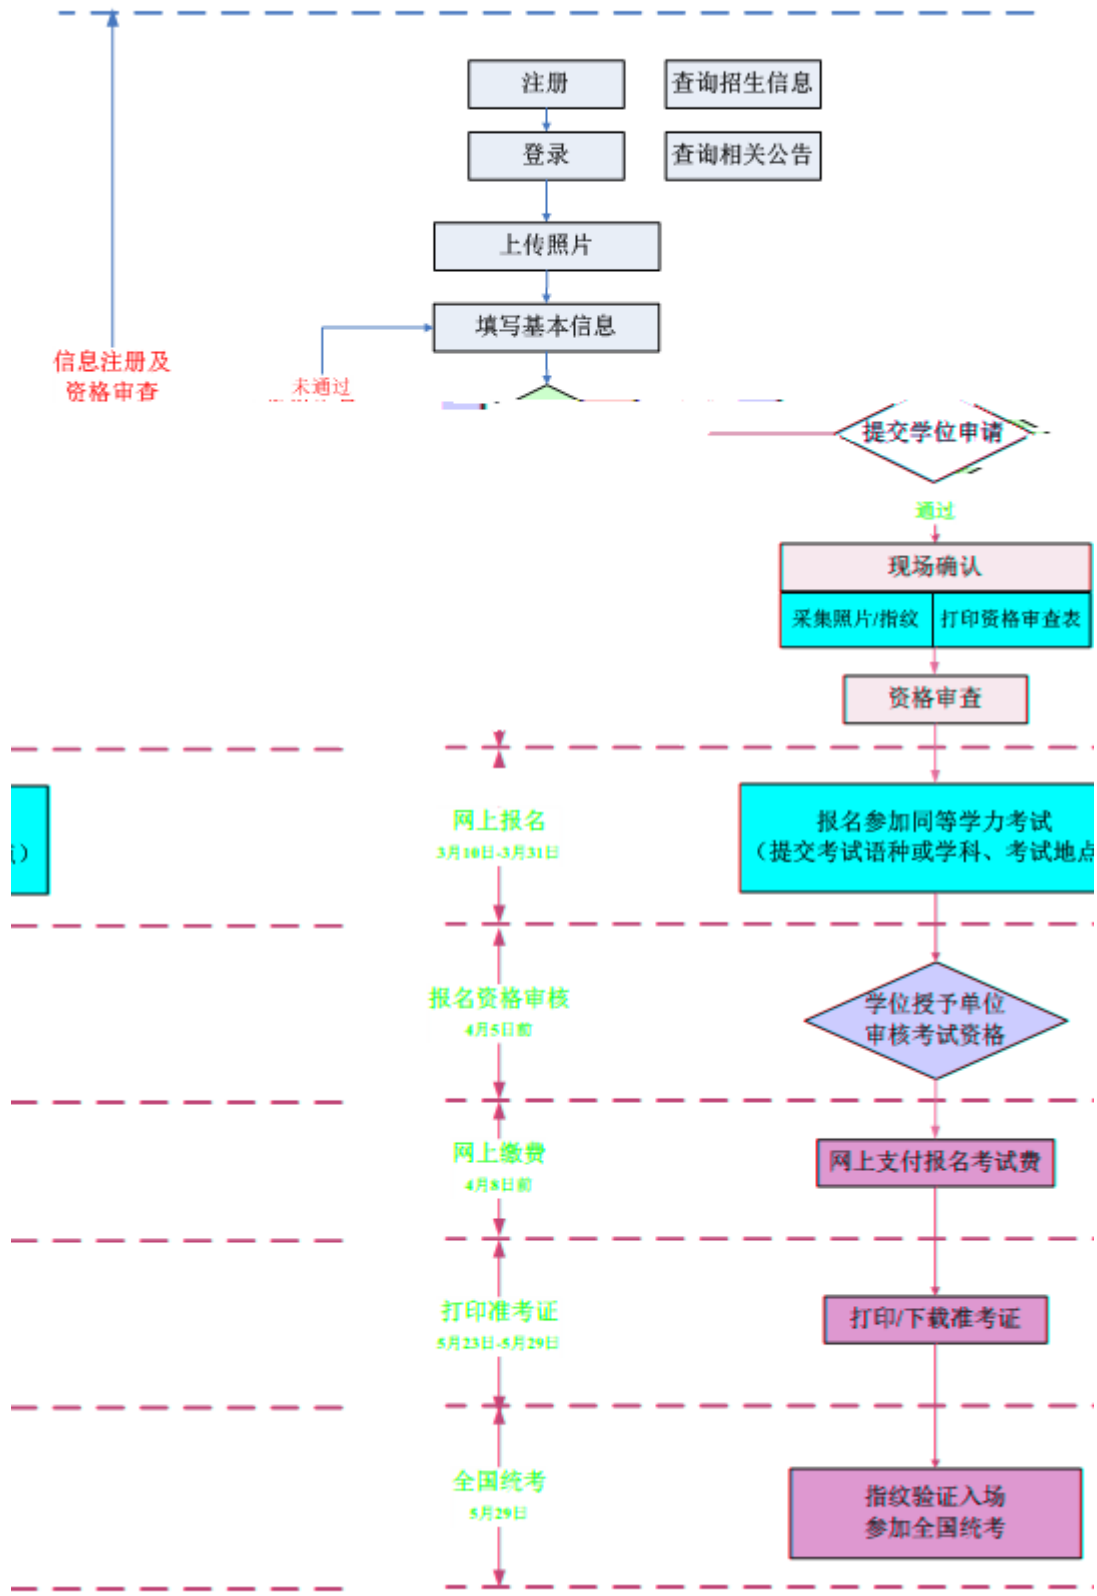 注册
查询招生信息
登录
查询相关公告
上传照片
填写基本信息
信息注册及
资格审查
未通过
提交学位申请
通过
现场确认
采集照片/指纹
打印资格审查表
资格审查
网上报名
3月10日-3月31日
报名参加同等学力考试
（提交考试语种或学科、考试地点
）
报名资格审核
4月5日前
学位授予单位
审核考试资格
网上缴费
4月8日前
网上支付报名考试费
打印准考证
5月23日-5月29日
打印/下载准考证
全国统考
5月29日
指纹验证入场
参加全国统考